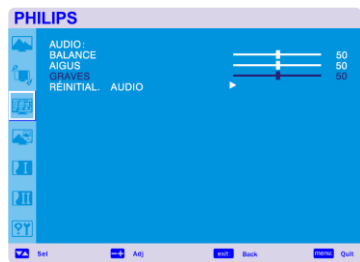 PHILIPS
AUDIO:
BALANCE 50
AIGUS 50
GRAVES 50
RÉINITIAL. AUDIO
Sel Adj exit Back menu Quit